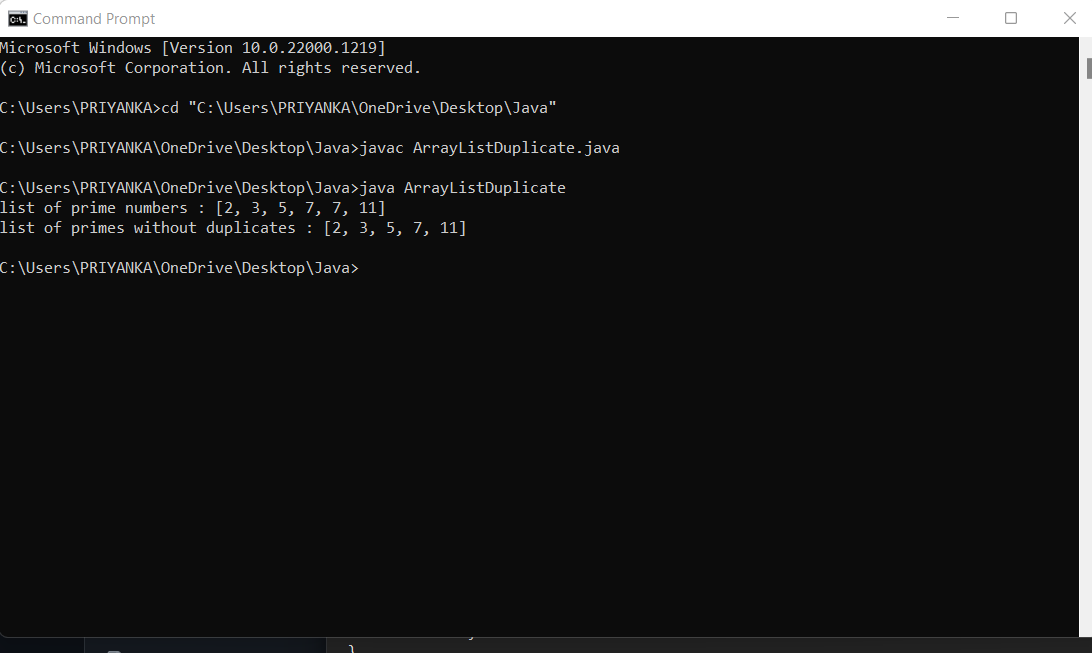 Command Prompt
Microsoft Windows [Version 10.0.22000.1219]
(c) Microsoft Corporation. All rights reserved.
C:\Users\PRIYANKA>cd "C:\Users\PRIYANKA\OneDrive\Desktop\Java"
C:\Users\PRIYANKA\OneDrive\Desktop\Java>javac ArrayListDuplicate.java
C:\Users\PRIYANKA\OneDrive\Desktop\Java>java ArrayListDuplicate
list of prime numbers : [2, 3, 5, 7, 7, 11]
list of primes without duplicates : [2, 3, 5, 7, 11]
C:\Users\PRIYANKA\OneDrive\Desktop\Java>
}